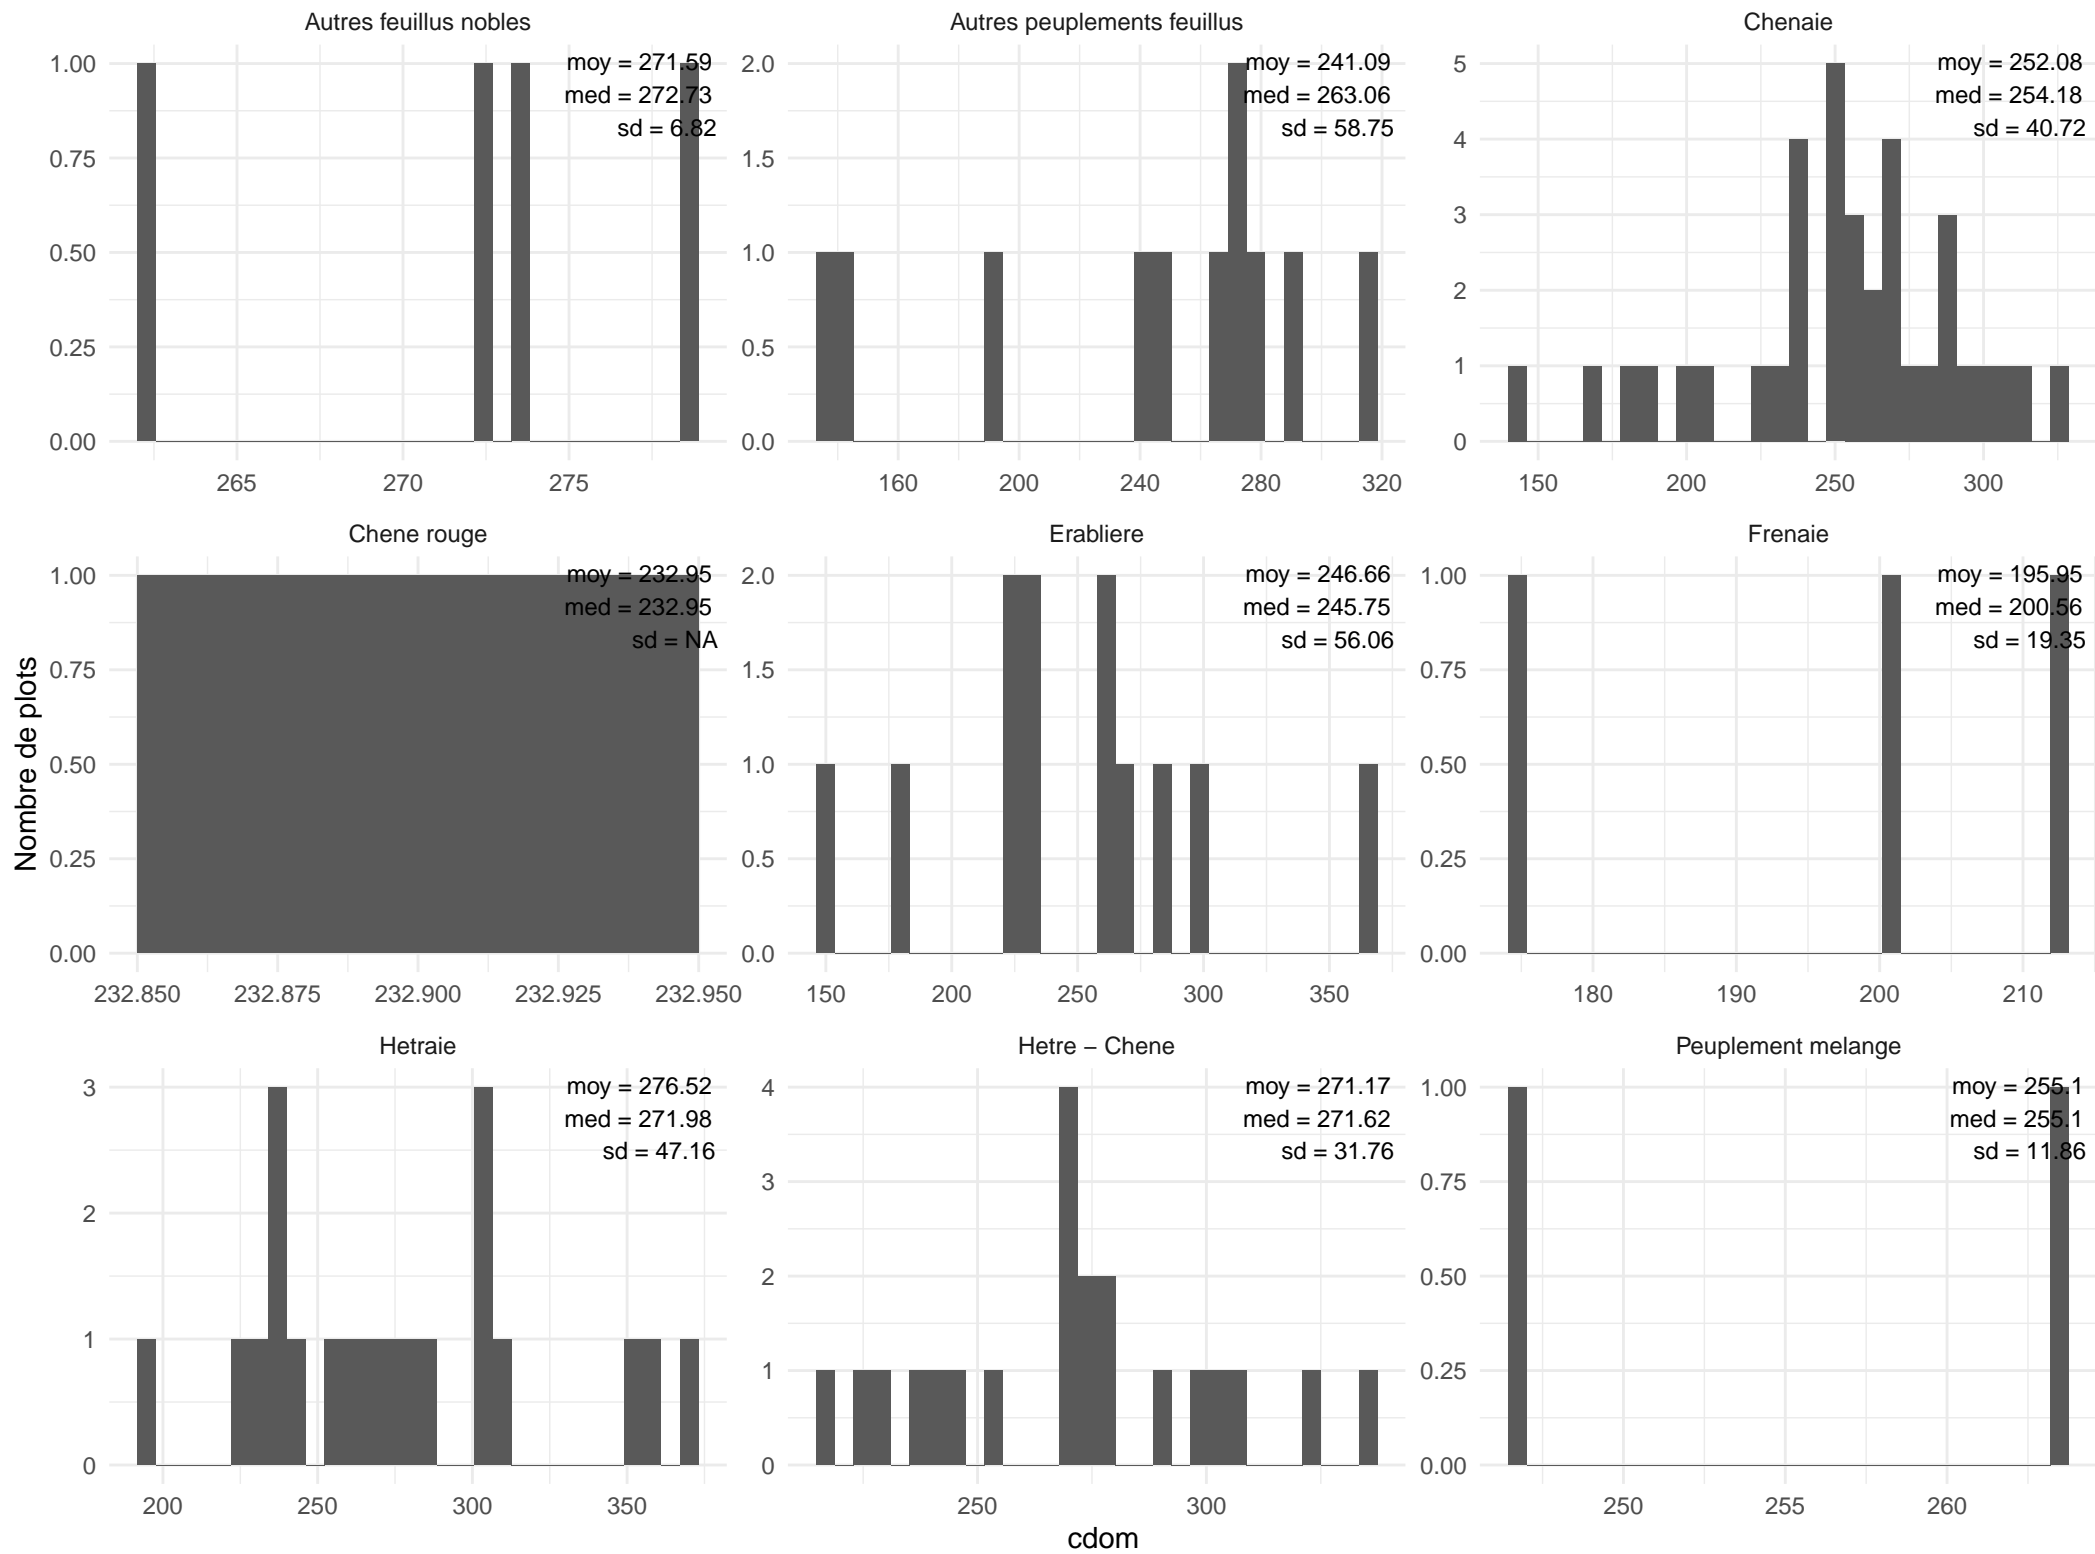 Autres feuillus nobles
moy = 271.59
med = 272.73
sd = 6.82
1.00
0.75
0.50
0.25
0.00
265 270 275
Autres peuplements feuillus
moy = 241.09
med = 263.06
sd = 58.75
2.0
1.5
1.0
0.5
0.0
160 200 240 280 320
Chenaie
moy = 252.08
med = 254.18
sd = 40.72
5
4
3
2
1
0
150 200 250 300
Chene rouge
moy = 232.95
med = 232.95
sd = NA
1.00
0.75
0.50
0.25
0.00
232.850 232.875 232.900 232.925 232.950
Erabliere
moy = 246.66
med = 245.75
sd = 56.06
2.0
1.5
1.0
0.5
0.0
150 200 250 300 350
Frenaie
moy = 195.95
med = 200.56
sd = 19.35
1.00
0.75
0.50
0.25
0.00
180 190 200 210
Hetraie
moy = 276.52
med = 271.98
sd = 47.16
3
2
1
0
200 250 300 350
Hetre − Chene
moy = 271.17
med = 271.62
sd = 31.76
4
3
2
1
0
250 300
Peuplement melange
moy = 255.1
med = 255.1
sd = 11.86
1.00
0.75
0.50
0.25
0.00
250 255 260
Nombre de plots
cdom